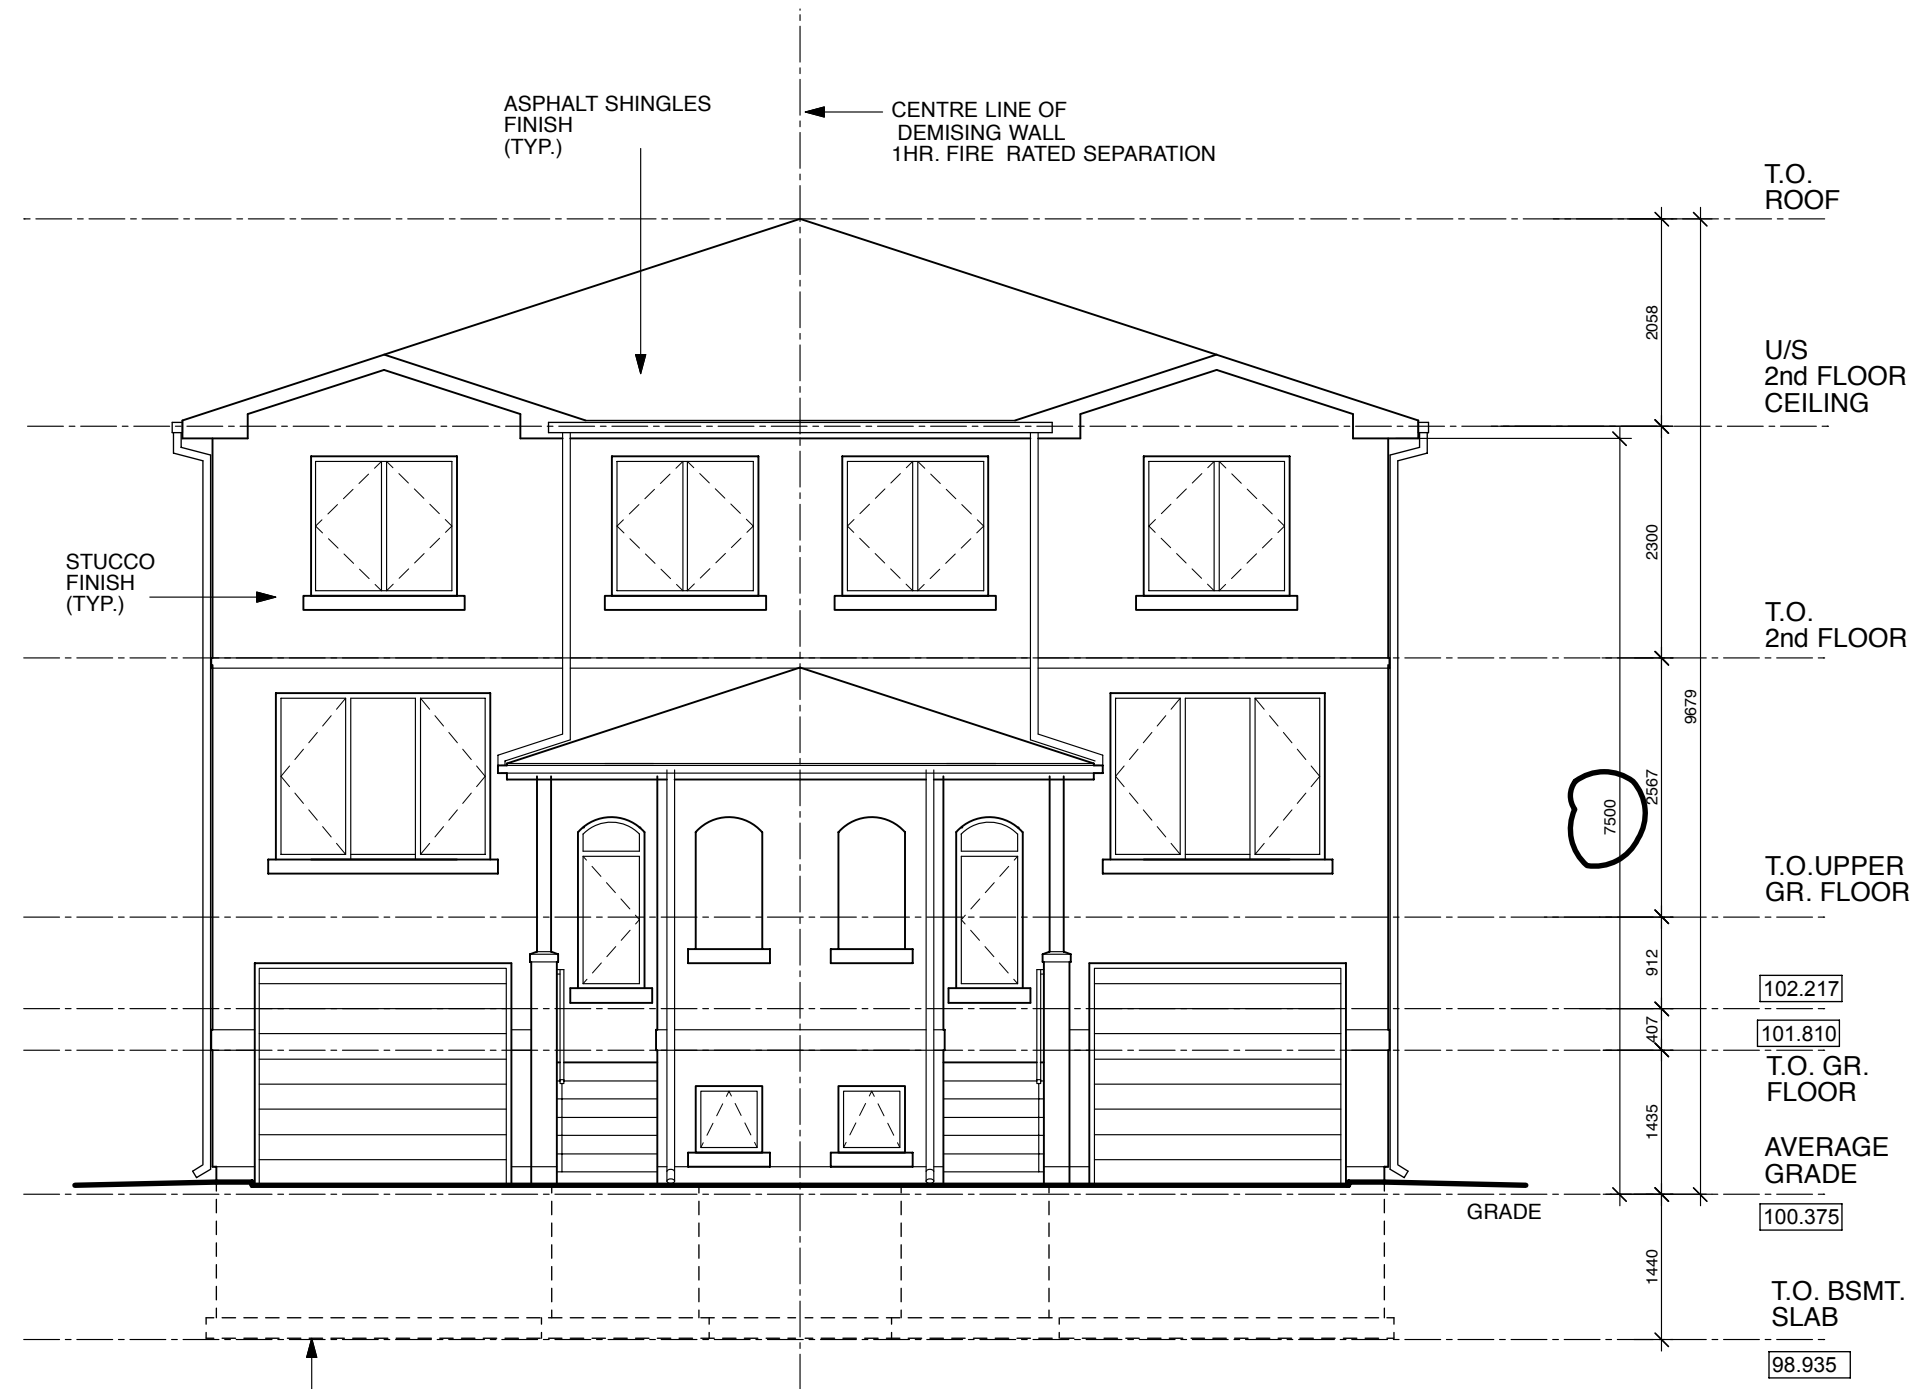 ASPHALT SHINGLES
FINISH
(TYP.)
CENTRE LINE OF
DEMISING WALL
1HR. FIRE RATED SEPARATION
T.O.
ROOF
2058
U/S
2nd FLOOR
CEILING
2300
STUCCO
FINISH
(TYP.)
T.O.
2nd FLOOR
9679
2567
7500
T.O.UPPER
GR. FLOOR
912
102.217
407
101.810
T.O. GR.
FLOOR
1435
AVERAGE
GRADE
GRADE
100.375
1440
T.O. BSMT.
SLAB
98.935